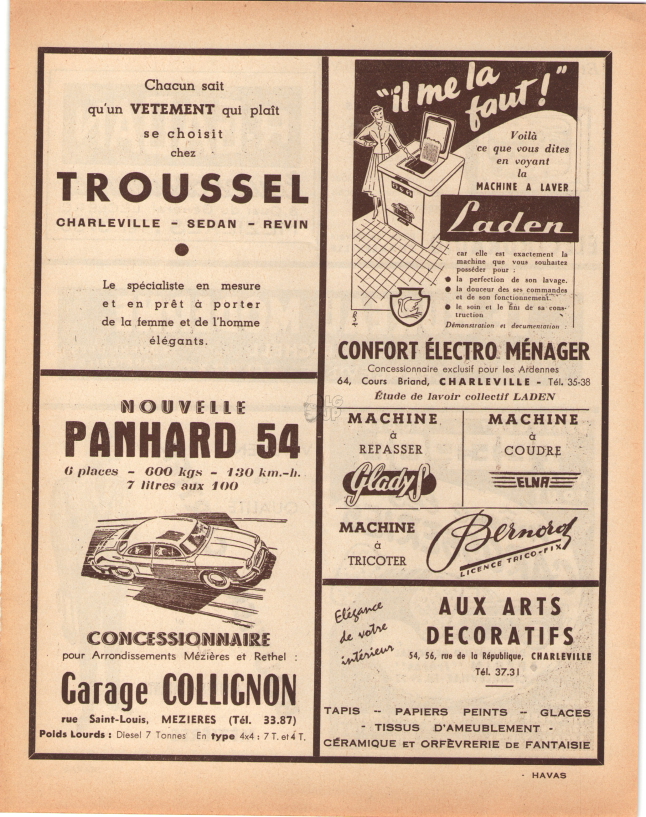 Chacun sait
qu'un VETEMENT qui plaît
se choisit
chez
TROUSSEL
CHARLEVILLE - SEDAN - REVIN
Le spécialiste en mesure
et en prêt à porter
de la femme et de l'homme
élégants.
NOUVELLE
PANHARD 54
6 places - 600 kgs - 130 km.-h.
7 litres aux 100
CONCESSIONNAIRE
pour Arrondissements Mézières et Rethel :
Garage COLLIGNON
rue Saint-Louis, MEZIERES (Tél. 33.87)
Poids Lourds : Diesel 7 Tonnes En type 4x4 : 7 T. et 4 T.
"il me la
faut !"
Voilà
ce que vous dites
en voyant
la
MACHINE A LAVER
Laden
car elle est exactement la
machine que vous souhaitez
posséder pour :
● la perfection de son lavage.
● la douceur des ses commandes
et de son fonctionnement.
● le soin et le fini de sa cons-
truction
Démonstration et documentation :
CONFORT ÉLECTRO MÉNAGER
Concessionnaire exclusif pour les Ardennes
64, Cours Briand, CHARLEVILLE - Tél. 35-38
Étude de lavoir collectif LADEN
MACHINE
à
REPASSER
GladyS
MACHINE
à
COUDRE
ELNA
MACHINE
à
TRICOTER
Bernord
LICENCE TRICO-FIX
Elégance
de votre
intérieur
AUX ARTS
DECORATIFS
54, 56, rue de la République, CHARLEVILLE
Tél. 37.31
TAPIS -- PAPIERS PEINTS -- GLACES
- TISSUS D'AMEUBLEMENT -
CÉRAMIQUE ET ORFÈVRERIE DE FANTAISIE
- HAVAS